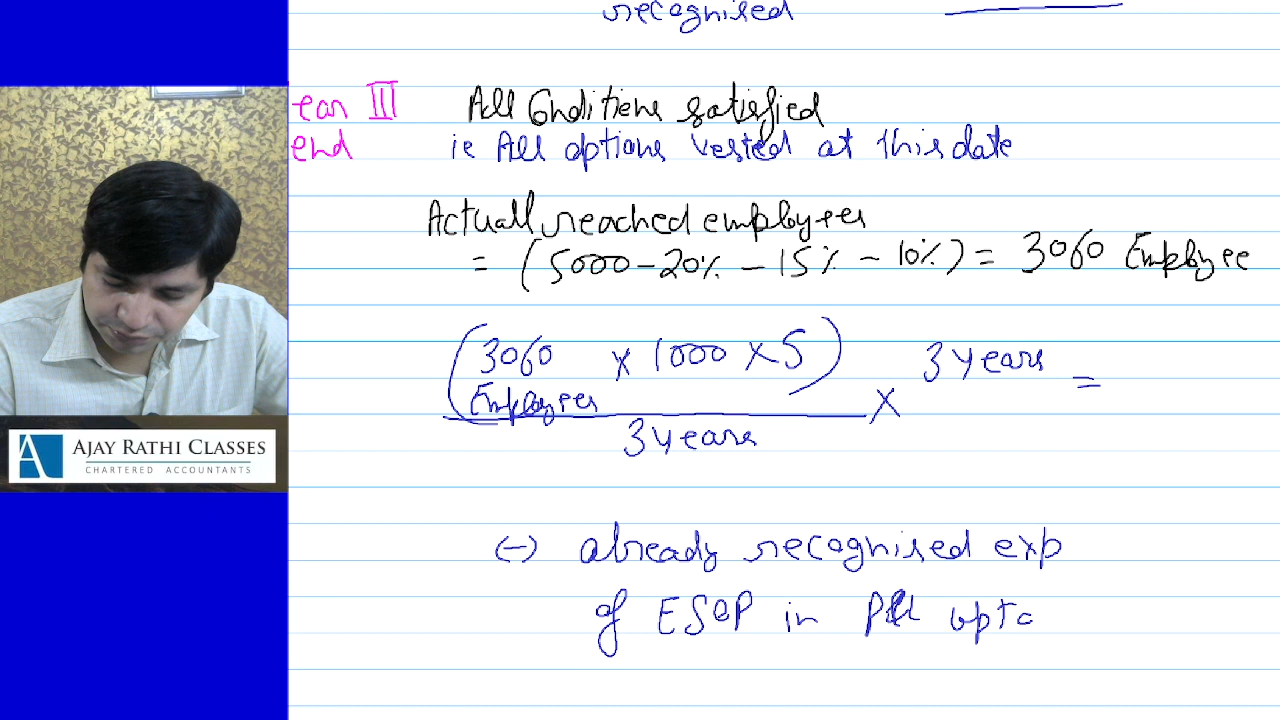 recognised
ear III
end
All Conditions satisfied
ie All options vested at this date
Actuall reached employees
= (5000 - 20% - 15% - 10%) = 3060 Employee
(3060 Employees x 1000 x 5) x 3 years =
3 years
(-) already recognised exp
of ESOP in P&L upto
AJAY RATHI CLASSES
CHARTERED ACCOUNTANTS